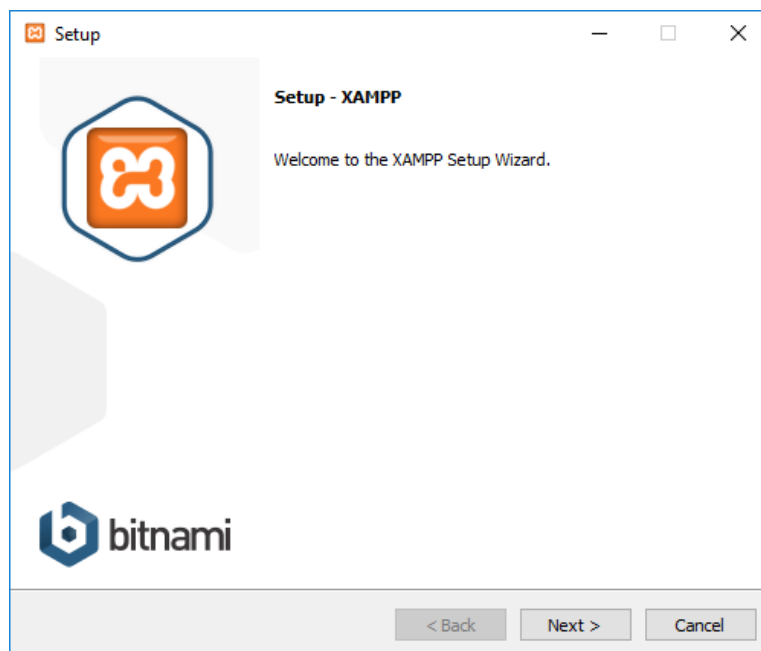 Setup
Setup - XAMPP
Welcome to the XAMPP Setup Wizard.
bitnami
< Back
Next >
Cancel